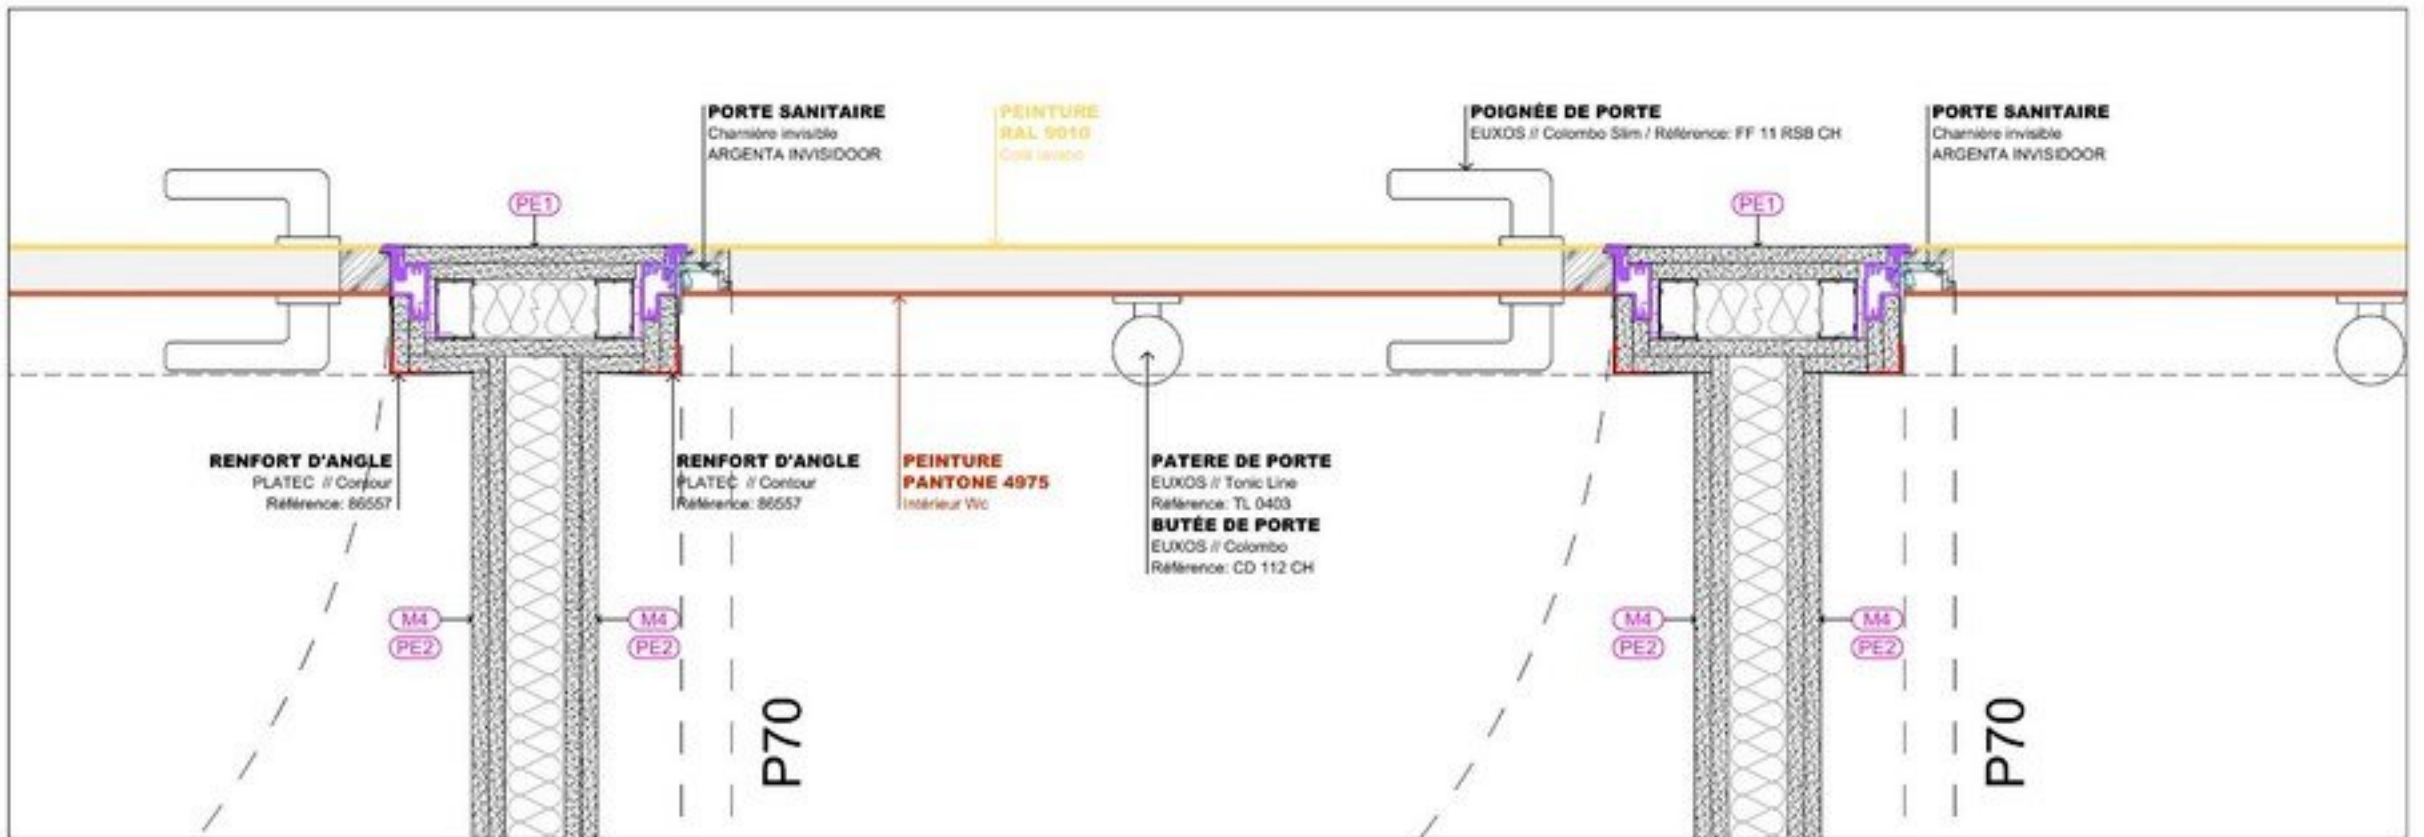 PORTE SANITAIRE
Charnière invisible
ARGENTA INVISIDOOR
PEINTURE
RAL 9010
Coté lavabo
POIGNÉE DE PORTE
EUXOS // Colombo Slim / Référence: FF 11 RSB CH
PORTE SANITAIRE
Charnière invisible
ARGENTA INVISIDOOR
PE1
PE1
RENFORT D'ANGLE
PLATEC // Contour
Référence: 86557
RENFORT D'ANGLE
PLATEC // Contour
Référence: 86557
PEINTURE
PANTONE 4975
Intérieur Wc
PATERE DE PORTE
EUXOS // Tonic Line
Référence: TL 0403
BUTÉE DE PORTE
EUXOS // Colombo
Référence: CD 112 CH
M4
PE2
M4
PE2
M4
PE2
M4
PE2
P70
P70